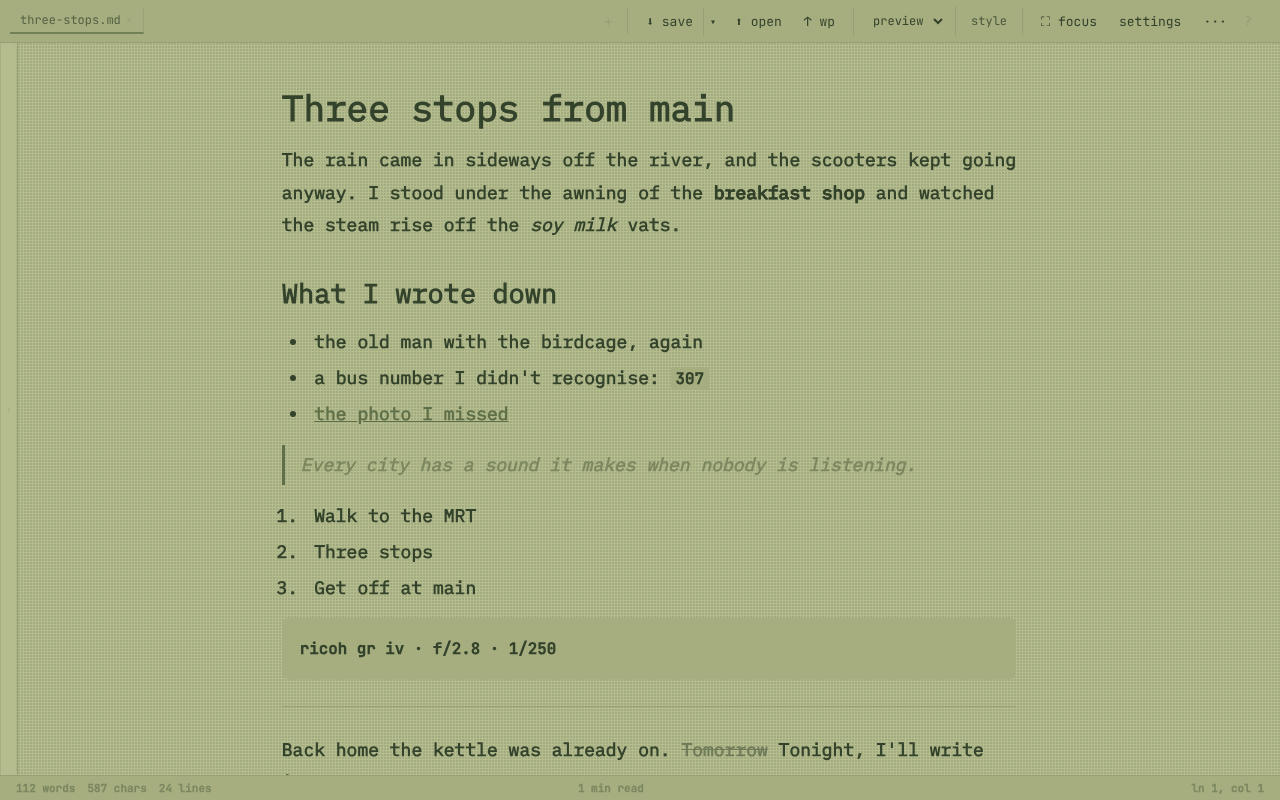 three-stops.md ×
+
⬇ save
▾
⬆ open
↑ wp
preview
style
⛶ focus
settings
···
?
Three stops from main
The rain came in sideways off the river, and the scooters kept going
anyway. I stood under the awning of the breakfast shop and watched
the steam rise off the soy milk vats.
What I wrote down
• the old man with the birdcage, again
• a bus number I didn't recognise: 307
• the photo I missed
Every city has a sound it makes when nobody is listening.
1. Walk to the MRT
2. Three stops
3. Get off at main
ricoh gr iv · f/2.8 · 1/250
Back home the kettle was already on. Tomorrow Tonight, I'll write
112 words 587 chars 24 lines
1 min read
ln 1, col 1